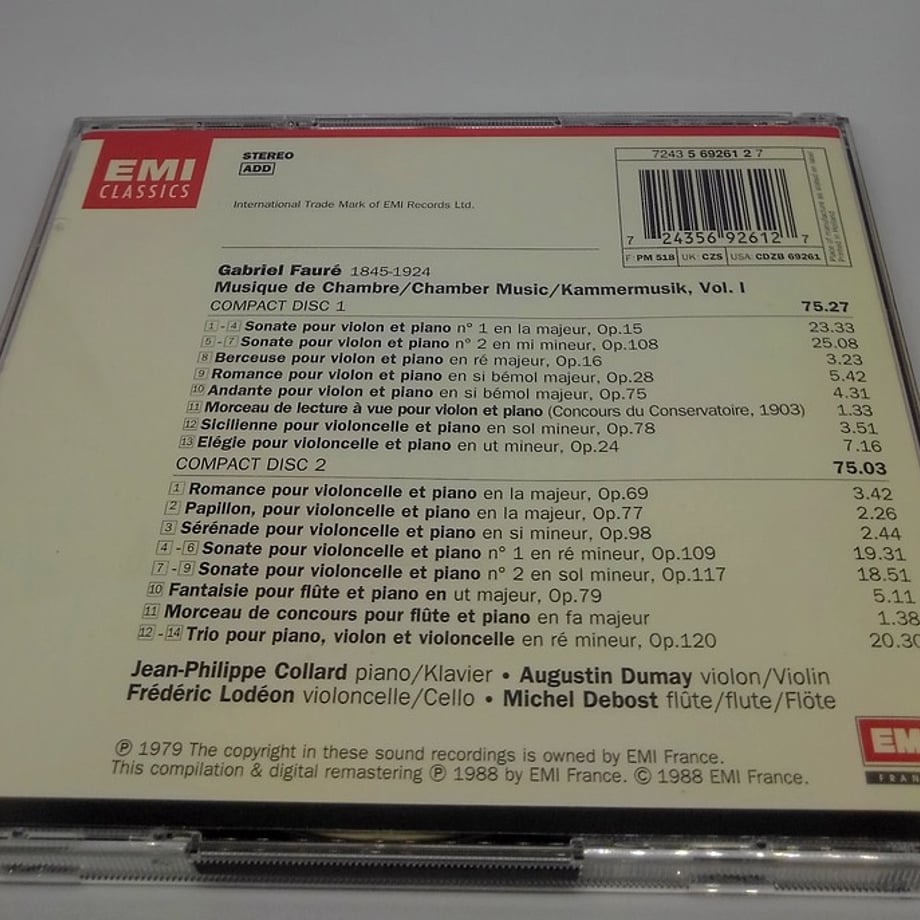 EMI
CLASSICS
STEREO
ADD
International Trade Mark of EMI Records Ltd.
7243 5 69261 2 7
7 24356 92612 7
F: PM 518 UK: CZS USA: CDZB 69261
Place of manufacture as stated on label
Printed in Holland
Gabriel Fauré 1845-1924
Musique de Chambre/Chamber Music/Kammermusik, Vol. I
COMPACT DISC 1 75.27
1 - 4 Sonate pour violon et piano n° 1 en la majeur, Op.15 23.33
5 - 7 Sonate pour violon et piano n° 2 en mi mineur, Op.108 25.08
8 Berceuse pour violon et piano en ré majeur, Op.16 3.23
9 Romance pour violon et piano en si bémol majeur, Op.28 5.42
10 Andante pour violon et piano en si bémol majeur, Op.75 4.31
11 Morceau de lecture à vue pour violon et piano (Concours du Conservatoire, 1903) 1.33
12 Sicilienne pour violoncelle et piano en sol mineur, Op.78 3.51
13 Elégie pour violoncelle et piano en ut mineur, Op.24 7.16
COMPACT DISC 2 75.03
1 Romance pour violoncelle et piano en la majeur, Op.69 3.42
2 Papillon, pour violoncelle et piano en la majeur, Op.77 2.26
3 Sérénade pour violoncelle et piano en si mineur, Op.98 2.44
4 - 6 Sonate pour violoncelle et piano n° 1 en ré mineur, Op.109 19.31
7 - 9 Sonate pour violoncelle et piano n° 2 en sol mineur, Op.117 18.51
10 Fantaisie pour flûte et piano en ut majeur, Op.79 5.11
11 Morceau de concours pour flûte et piano en fa majeur 1.38
12 - 14 Trio pour piano, violon et violoncelle en ré mineur, Op.120 20.30
Jean-Philippe Collard piano/Klavier • Augustin Dumay violon/Violin
Frédéric Lodéon violoncelle/Cello • Michel Debost flûte/flute/Flöte
℗ 1979 The copyright in these sound recordings is owned by EMI France.
This compilation & digital remastering ℗ 1988 by EMI France. © 1988 EMI France.
EM
FRAN